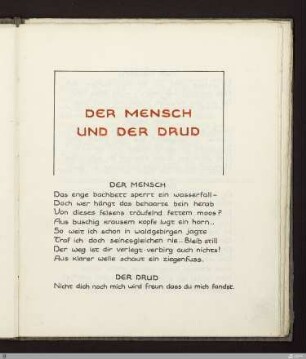 DER MENSCH
UND DER DRUD
DER MENSCH
Das enge bachbett sperrt ein wasserfall—
Doch wer hängt das behaarte bein herab
Von dieses felsens träufelnd fettem moos?
Aus buschig krausem kopfe lugt ein horn..
So weit ich schon in waldgebirgen jagte
Traf ich doch seinesgleichen nie.. Bleib still
Der weg ist dir verlegt· verbirg auch nichts!
Aus klarer welle schaut ein ziegenfuss.
DER DRUD
Nicht dich noch mich wird freun dass du mich fandst.